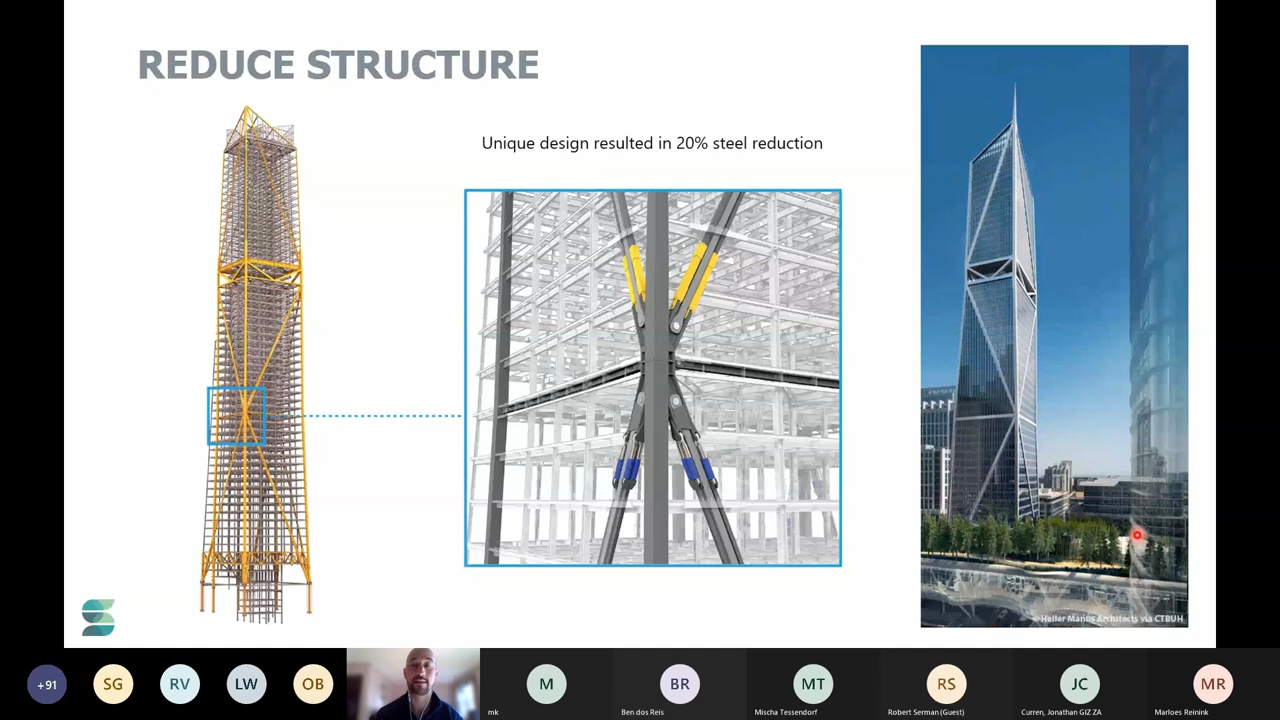 REDUCE STRUCTURE
Unique design resulted in 20% steel reduction
© Heller Manus Architects via CTBUH
+91
SG
RV
LW
OB
M
mk
BR
Ben dos Reis
MT
Mischa Tessendorf
RS
Robert Serman (Guest)
JC
Curren, Jonathan GIZ ZA
MR
Marloes Reinink